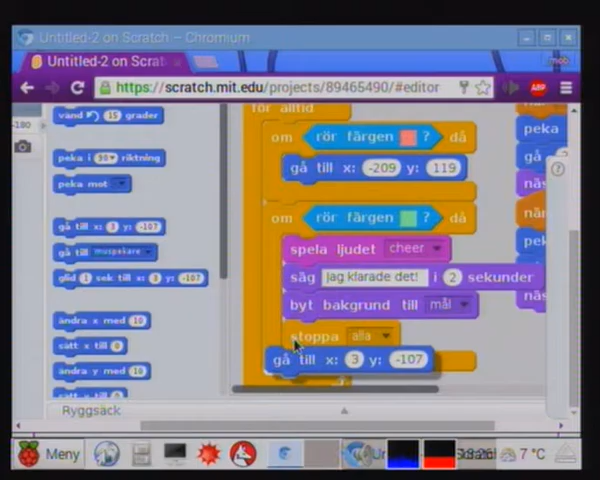 Untitled-2 on Scratch – Chromium
Untitled-2 on Scrat
mob
https://scratch.mit.edu/projects/89465490/#editor
ABP
-180
vänd 15 grader
peka i 90 riktning
peka mot
gå till x: 3 y: -107
gå till muspekare
glid 1 sek till x: 3 y: -107
ändra x med 10
sätt x till 0
ändra y med 10
för alltid
om rör färgen ? då
gå till x: -209 y: 119
om rör färgen ? då
spela ljudet cheer
säg Jag klarade det! i 2 sekunder
byt bakgrund till mål
stoppa alla
gå till x: 3 y: -107
peka
gå
näs
när
pek
näs
?
Ryggsäck
Meny
7 °C